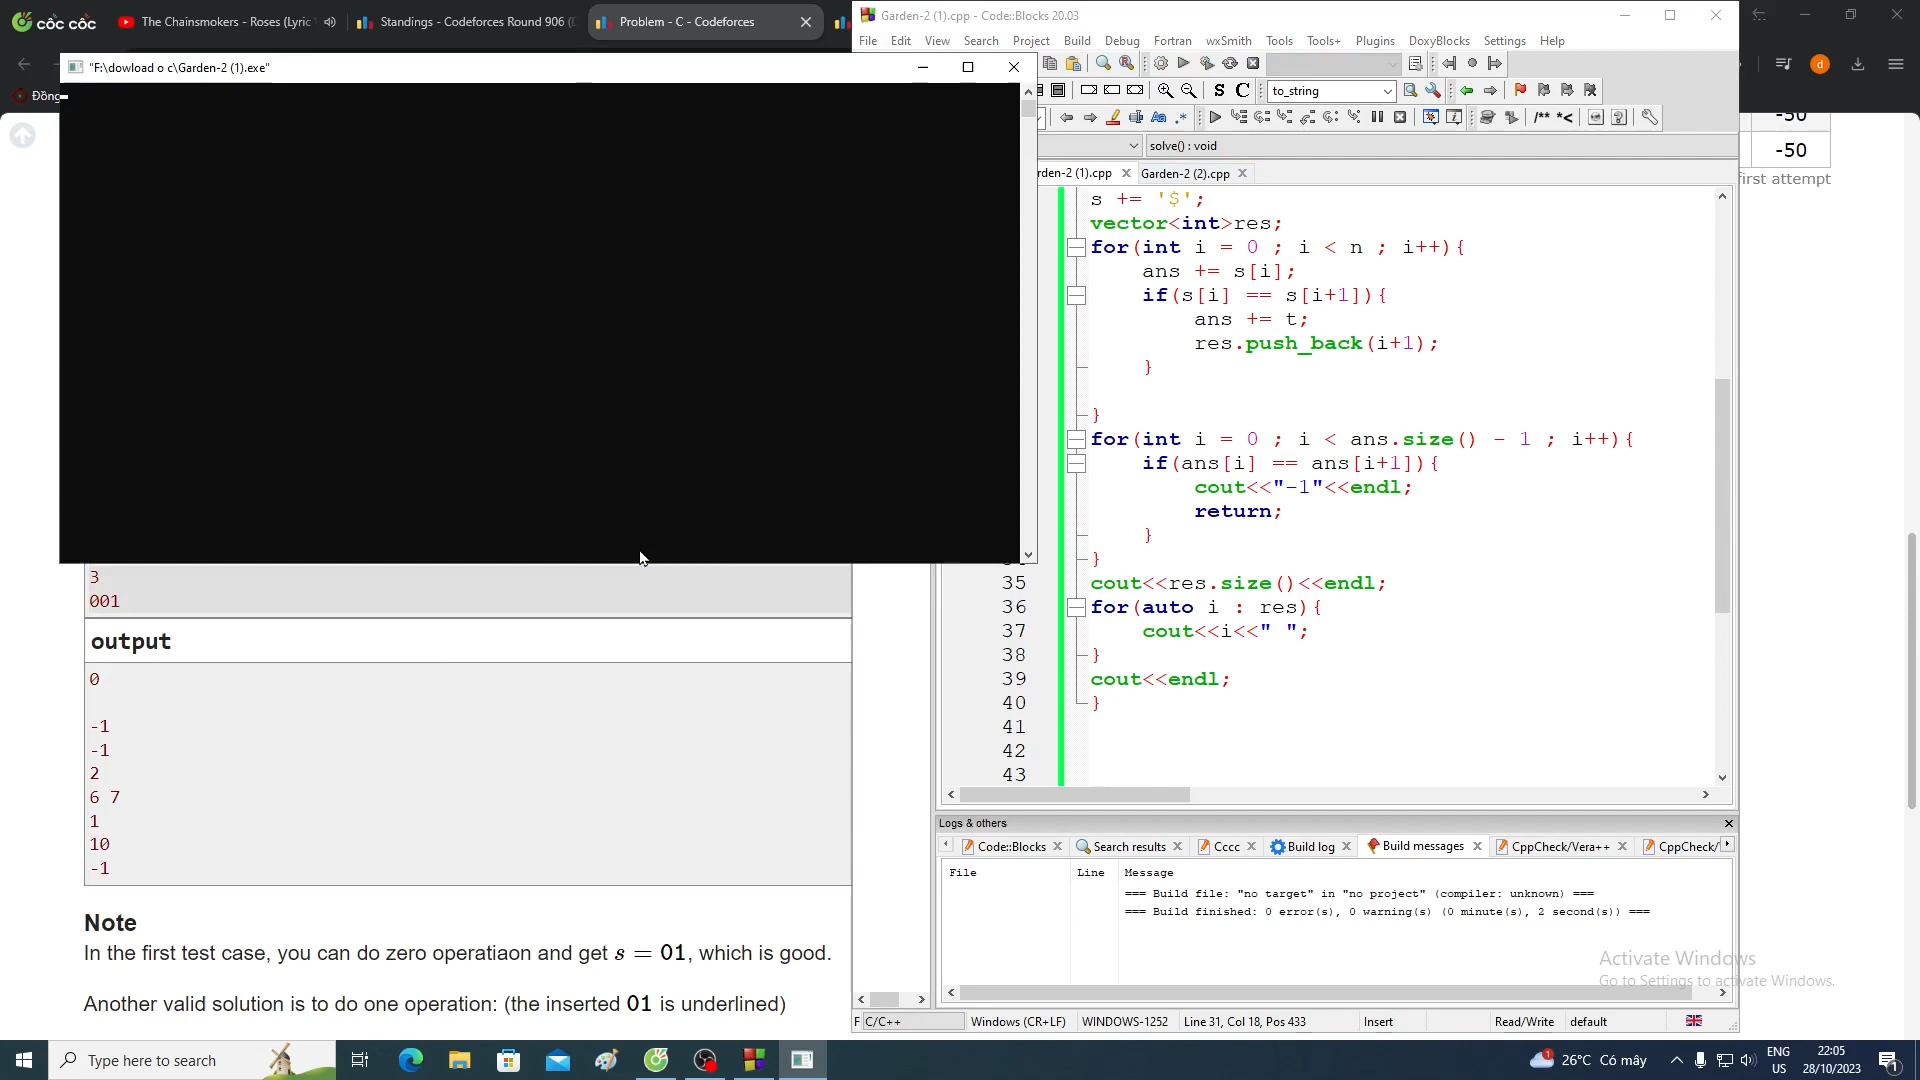 cốc cốc
The Chainsmokers - Roses (Lyric
Standings - Codeforces Round 906 (
Problem - C - Codeforces
Garden-2 (1).cpp - Code::Blocks 20.03
File Edit View Search Project Build Debug Fortran wxSmith Tools Tools+ Plugins DoxyBlocks Settings Help
"F:\dowload o c\Garden-2 (1).exe"
d
to_string
Đồng
-50
solve() : void
-50
rden-2 (1).cpp
Garden-2 (2).cpp
first attempt
s += '$';
vector<int>res;
for(int i = 0 ; i < n ; i++){
ans += s[i];
if(s[i] == s[i+1]){
ans += t;
res.push_back(i+1);
}
}
for(int i = 0 ; i < ans.size() - 1 ; i++){
if(ans[i] == ans[i+1]){
cout<<"-1"<<endl;
return;
}
}
35 cout<<res.size()<<endl;
36 for(auto i : res){
37 cout<<i<<" ";
38 }
39 cout<<endl;
40 }
41
42
43
3
001
output
0
-1
-1
2
6 7
1
10
-1
Note
In the first test case, you can do zero operatiaon and get s = 01, which is good.
Another valid solution is to do one operation: (the inserted 01 is underlined)
Logs & others
Code::Blocks
Search results
Cccc
Build log
Build messages
CppCheck/Vera++
CppCheck/
File Line Message
=== Build file: "no target" in "no project" (compiler: unknown) ===
=== Build finished: 0 error(s), 0 warning(s) (0 minute(s), 2 second(s)) ===
Activate Windows
Go to Settings to activate Windows.
F C/C++ Windows (CR+LF) WINDOWS-1252 Line 31, Col 18, Pos 433 Insert Read/Write default
Type here to search
1
26°C Có mây
ENG
US
22:05
28/10/2023
1